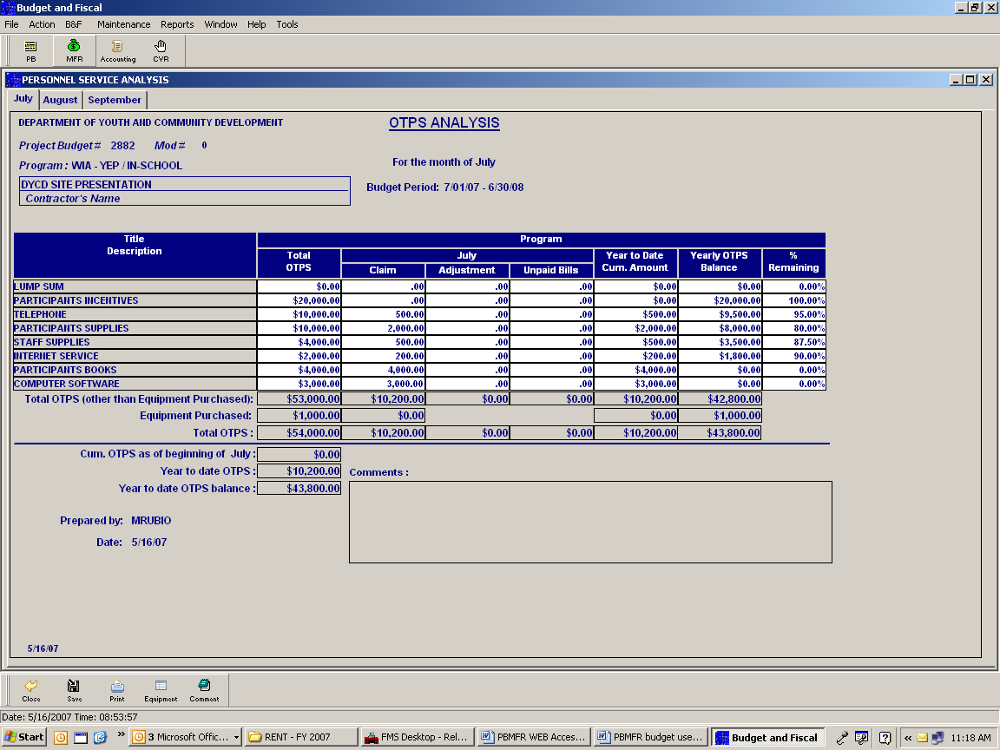 Budget and Fiscal
File Action B&F Maintenance Reports Window Help Tools
PB MFR Accounting CVR
PERSONNEL SERVICE ANALYSIS
July August September
DEPARTMENT OF YOUTH AND COMMUNITY DEVELOPMENT
OTPS ANALYSIS
Project Budget # 2882 Mod # 0
Program : WIA - YEP / IN-SCHOOL
For the month of July
DYCD SITE PRESENTATION
Contractor's Name
Budget Period: 7/01/07 - 6/30/08
Title Description Program
Total OTPS July Year to Date Cum. Amount Yearly OTPS Balance % Remaining
Claim Adjustment Unpaid Bills
LUMP SUM $0.00 .00 .00 .00 $0.00 $0.00 0.00%
PARTICIPANTS INCENTIVES $20,000.00 .00 .00 .00 $0.00 $20,000.00 100.00%
TELEPHONE $10,000.00 500.00 .00 .00 $500.00 $9,500.00 95.00%
PARTICIPANTS SUPPLIES $10,000.00 2,000.00 .00 .00 $2,000.00 $8,000.00 80.00%
STAFF SUPPLIES $4,000.00 500.00 .00 .00 $500.00 $3,500.00 87.50%
INTERNET SERVICE $2,000.00 200.00 .00 .00 $200.00 $1,800.00 90.00%
PARTICIPANTS BOOKS $4,000.00 4,000.00 .00 .00 $4,000.00 $0.00 0.00%
COMPUTER SOFTWARE $3,000.00 3,000.00 .00 .00 $3,000.00 $0.00 0.00%
Total OTPS (other than Equipment Purchased): $53,000.00 $10,200.00 $0.00 $0.00 $10,200.00 $42,800.00
Equipment Purchased: $1,000.00 $0.00 $0.00 $1,000.00
Total OTPS : $54,000.00 $10,200.00 $0.00 $0.00 $10,200.00 $43,800.00
Cum. OTPS as of beginning of July : $0.00
Year to date OTPS : $10,200.00
Comments :
Year to date OTPS balance : $43,800.00
Prepared by: MRUBIO
Date: 5/16/07
5/16/07
Close Save Print Equipment Comment
Date: 5/16/2007 Time: 08:53:57
Start » 3 Microsoft Offic... RENT - FY 2007 FMS Desktop - Rel... PBMFR WEB Acces... PBMFR budget use... Budget and Fiscal « 11:18 AM